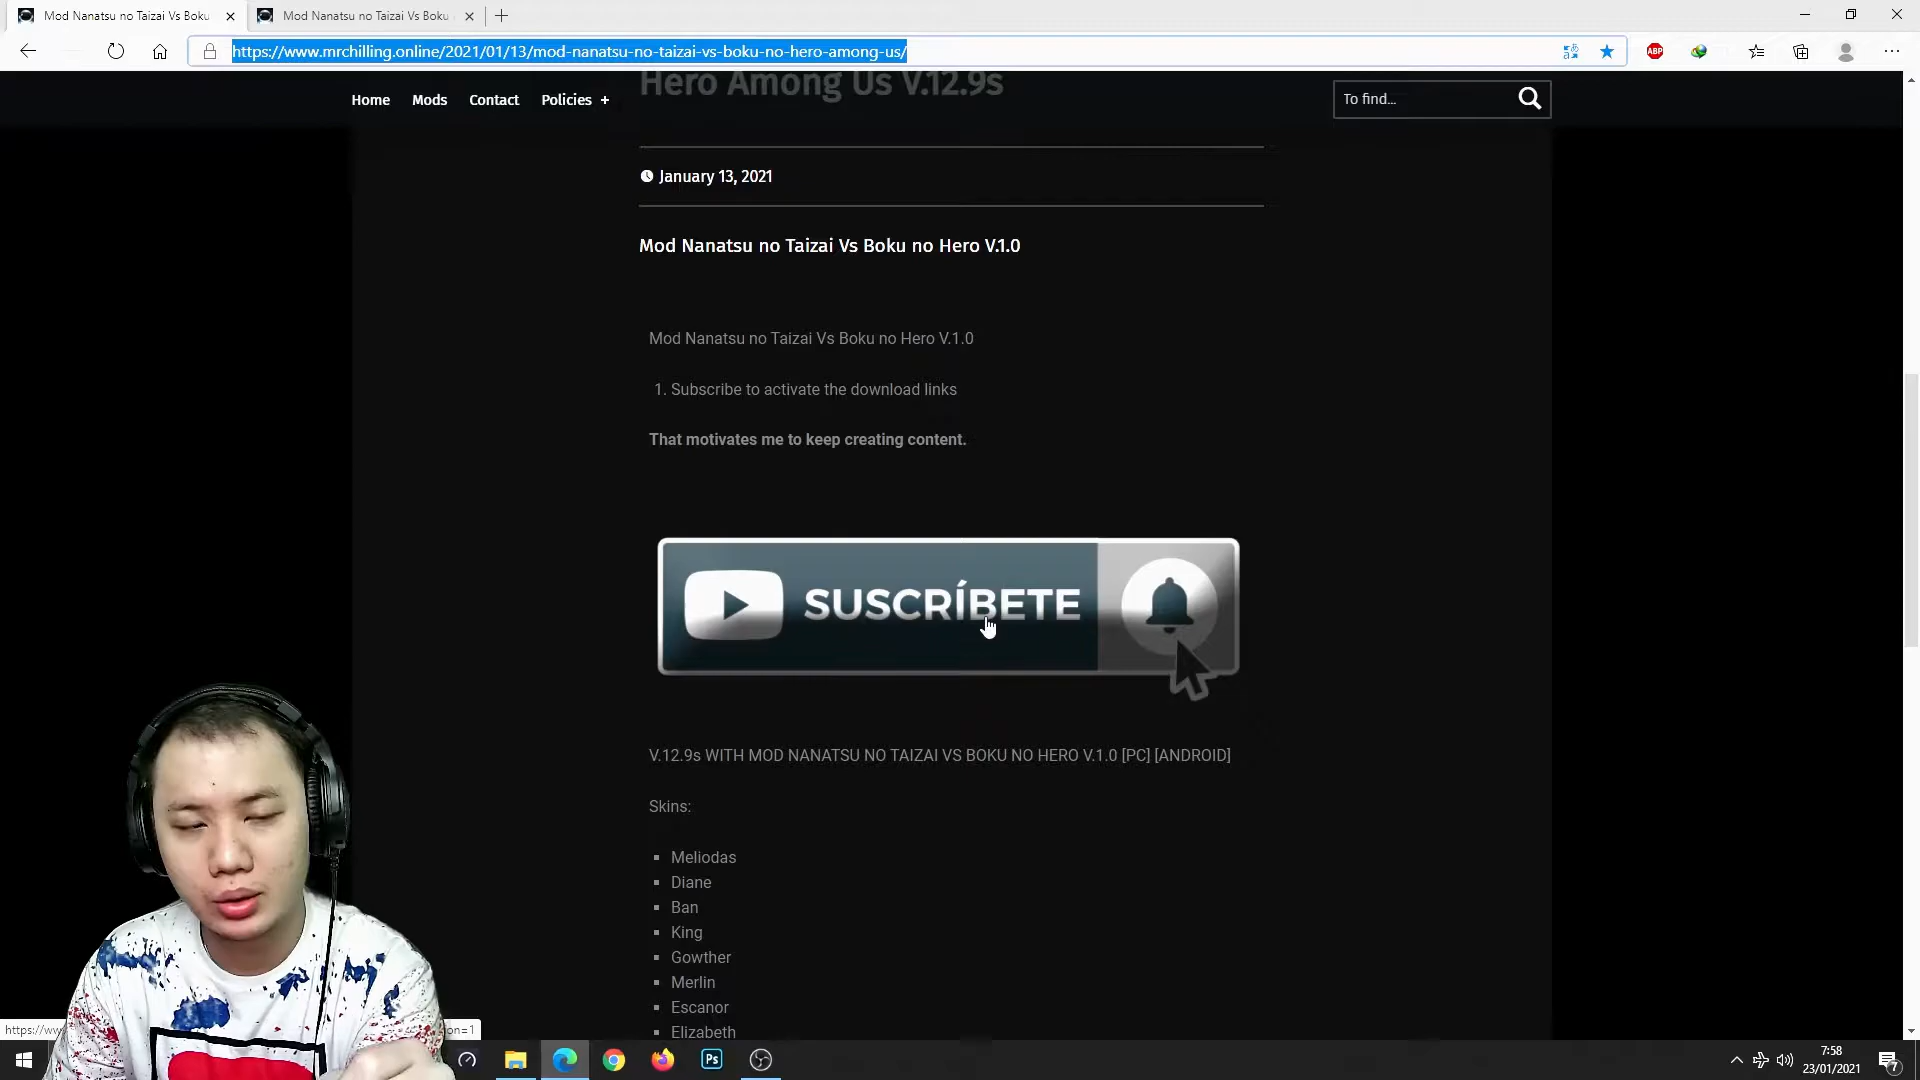 Mod Nanatsu no Taizai Vs Boku
Mod Nanatsu no Taizai Vs Boku
https://www.mrchilling.online/2021/01/13/mod-nanatsu-no-taizai-vs-boku-no-hero-among-us/
ABP
Hero Among Us V.12.9s
Home Mods Contact Policies +
To find...
January 13, 2021
Mod Nanatsu no Taizai Vs Boku no Hero V.1.0
Mod Nanatsu no Taizai Vs Boku no Hero V.1.0
1. Subscribe to activate the download links
That motivates me to keep creating content.
SUSCRÍBETE
V.12.9s WITH MOD NANATSU NO TAIZAI VS BOKU NO HERO V.1.0 [PC] [ANDROID]
Skins:
Meliodas
Diane
Ban
King
Gowther
Merlin
Escanor
Elizabeth
Ps
7:58
23/01/2021
7